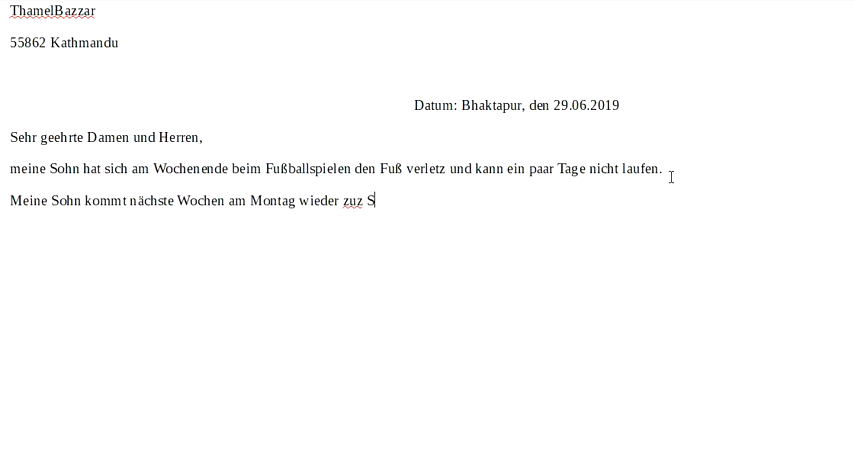 ThamelBazzar
55862 Kathmandu
Datum: Bhaktapur, den 29.06.2019
Sehr geehrte Damen und Herren,
meine Sohn hat sich am Wochenende beim Fußballspielen den Fuß verletz und kann ein paar Tage nicht laufen.
Meine Sohn kommt nächste Wochen am Montag wieder zuz S